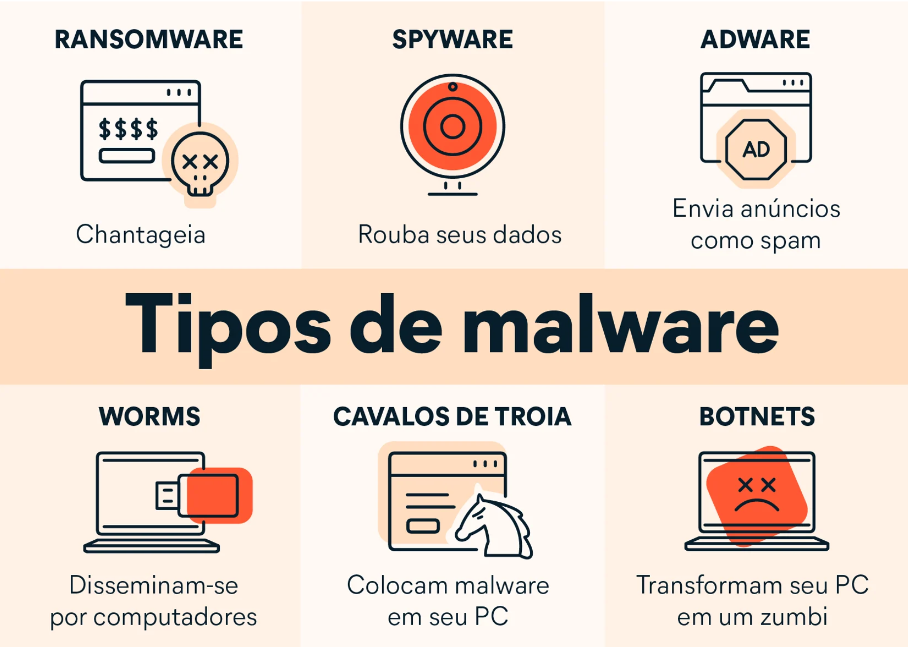 RANSOMWARE
$$$$
Chantageia
SPYWARE
Rouba seus dados
ADWARE
AD
Envia anúncios
como spam
Tipos de malware
WORMS
Disseminam-se
por computadores
CAVALOS DE TROIA
Colocam malware
em seu PC
BOTNETS
Transformam seu PC
em um zumbi